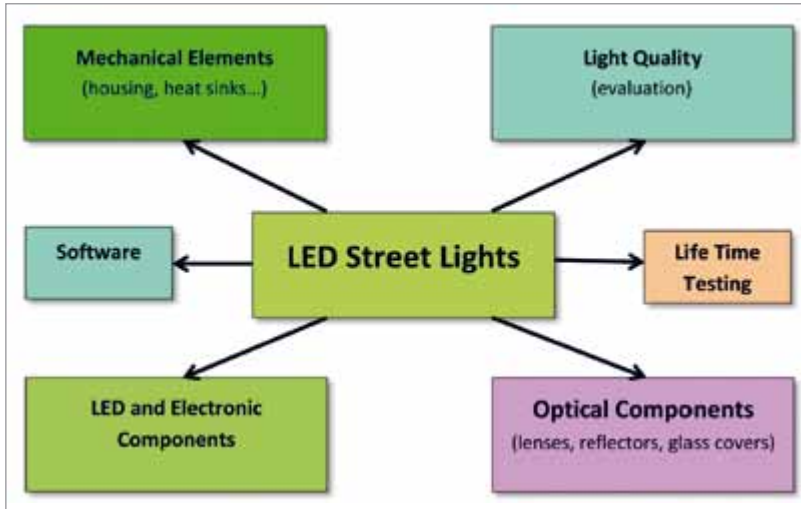 Mechanical Elements
(housing, heat sinks...)
Light Quality
(evaluation)
Software
LED Street Lights
Life Time
Testing
LED and Electronic
Components
Optical Components
(lenses, reflectors, glass covers)